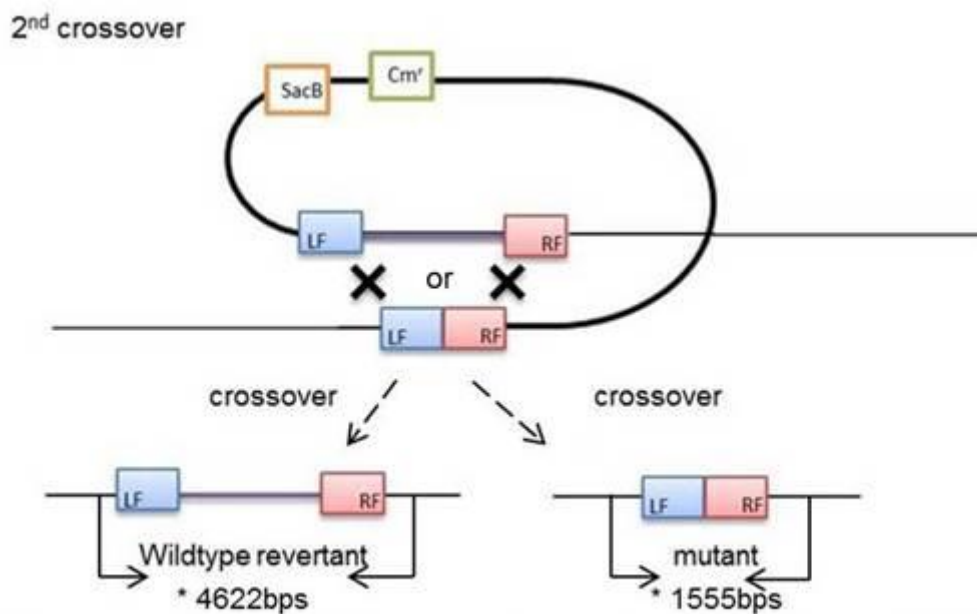 2nd crossover
SacB
Cmʳ
LF
RF
or
LF RF
crossover
crossover
LF
RF
LF RF
Wildtype revertant
* 4622bps
mutant
* 1555bps